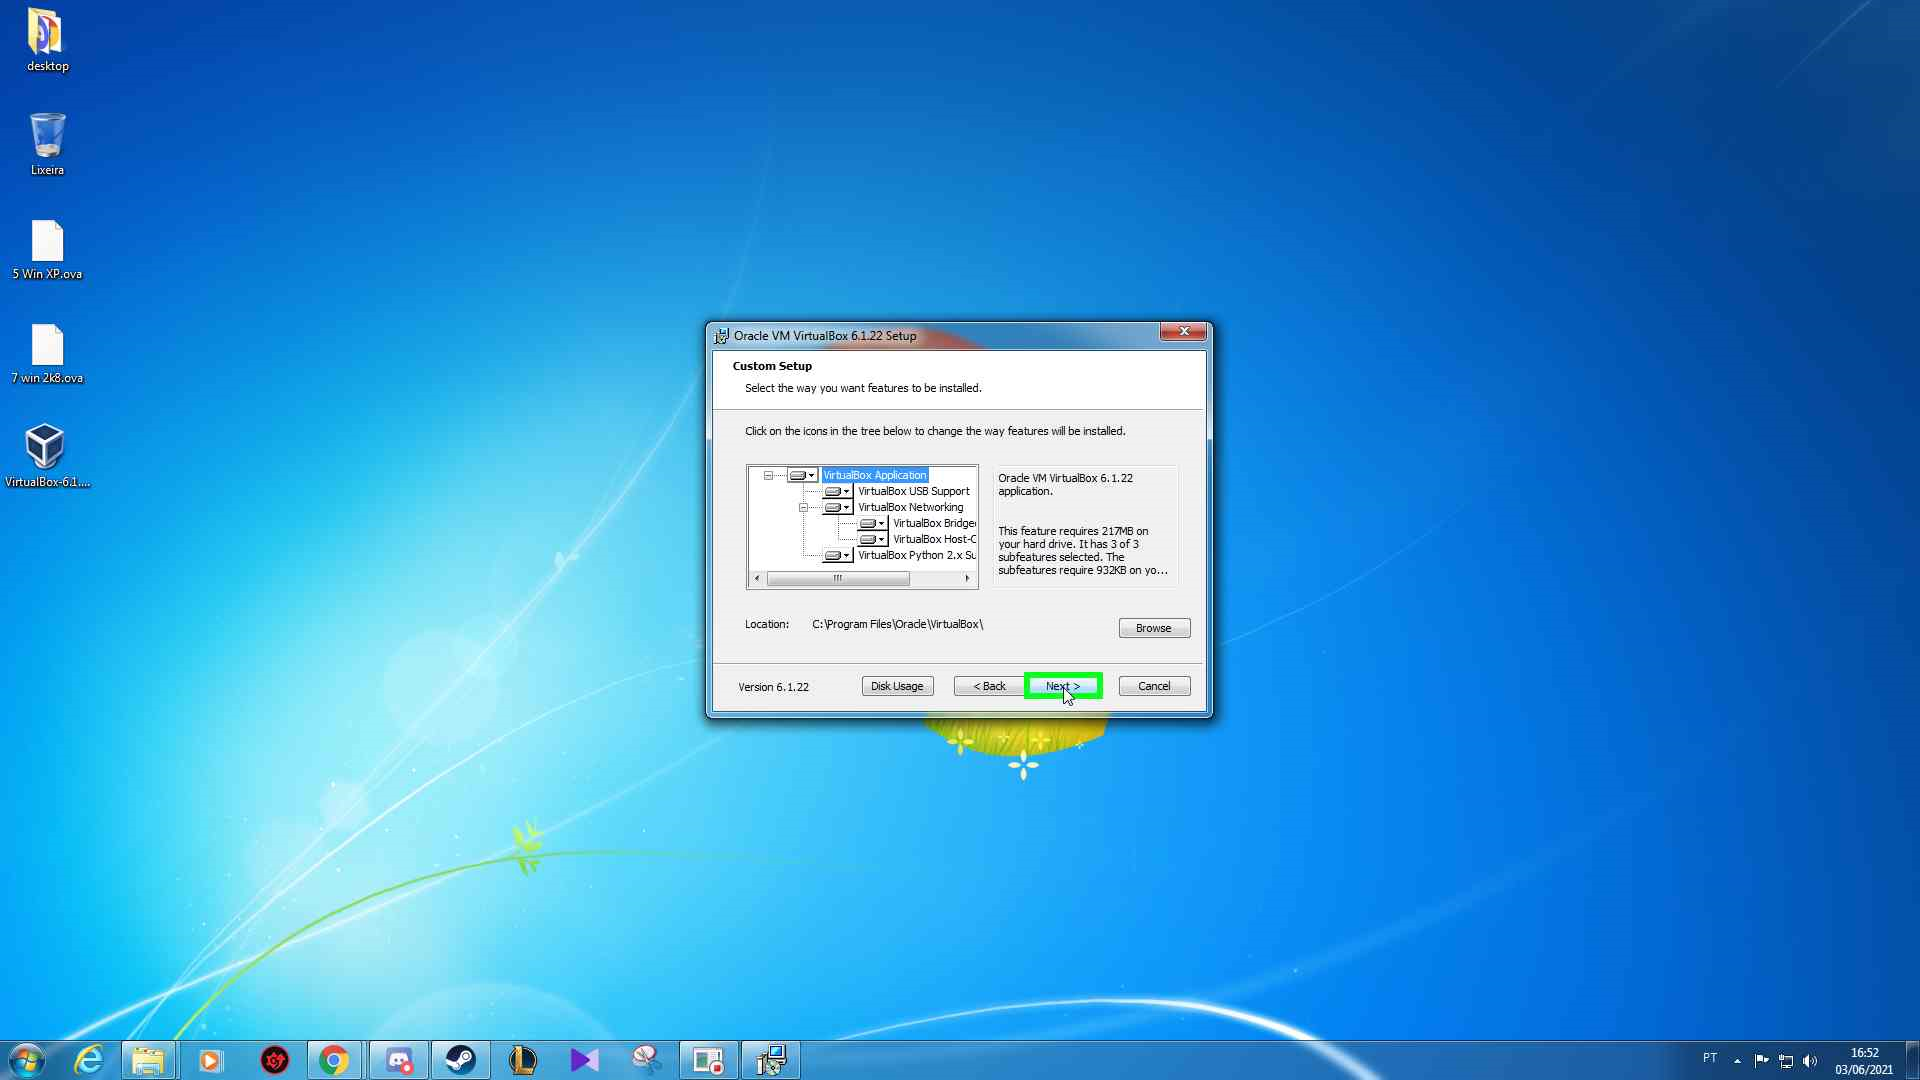 desktop
Lixeira
5 Win XP.ova
7 win 2k8.ova
VirtualBox-6.1....
Oracle VM VirtualBox 6.1.22 Setup
Custom Setup
Select the way you want features to be installed.
Click on the icons in the tree below to change the way features will be installed.
VirtualBox Application
VirtualBox USB Support
VirtualBox Networking
VirtualBox Bridge
VirtualBox Host-C
VirtualBox Python 2.x Su
Oracle VM VirtualBox 6.1.22
application.
This feature requires 217MB on
your hard drive. It has 3 of 3
subfeatures selected. The
subfeatures require 932KB on yo...
Location: C:\Program Files\Oracle\VirtualBox\
Browse
Version 6.1.22
Disk Usage
< Back
Next >
Cancel
PT
16:52
03/06/2021